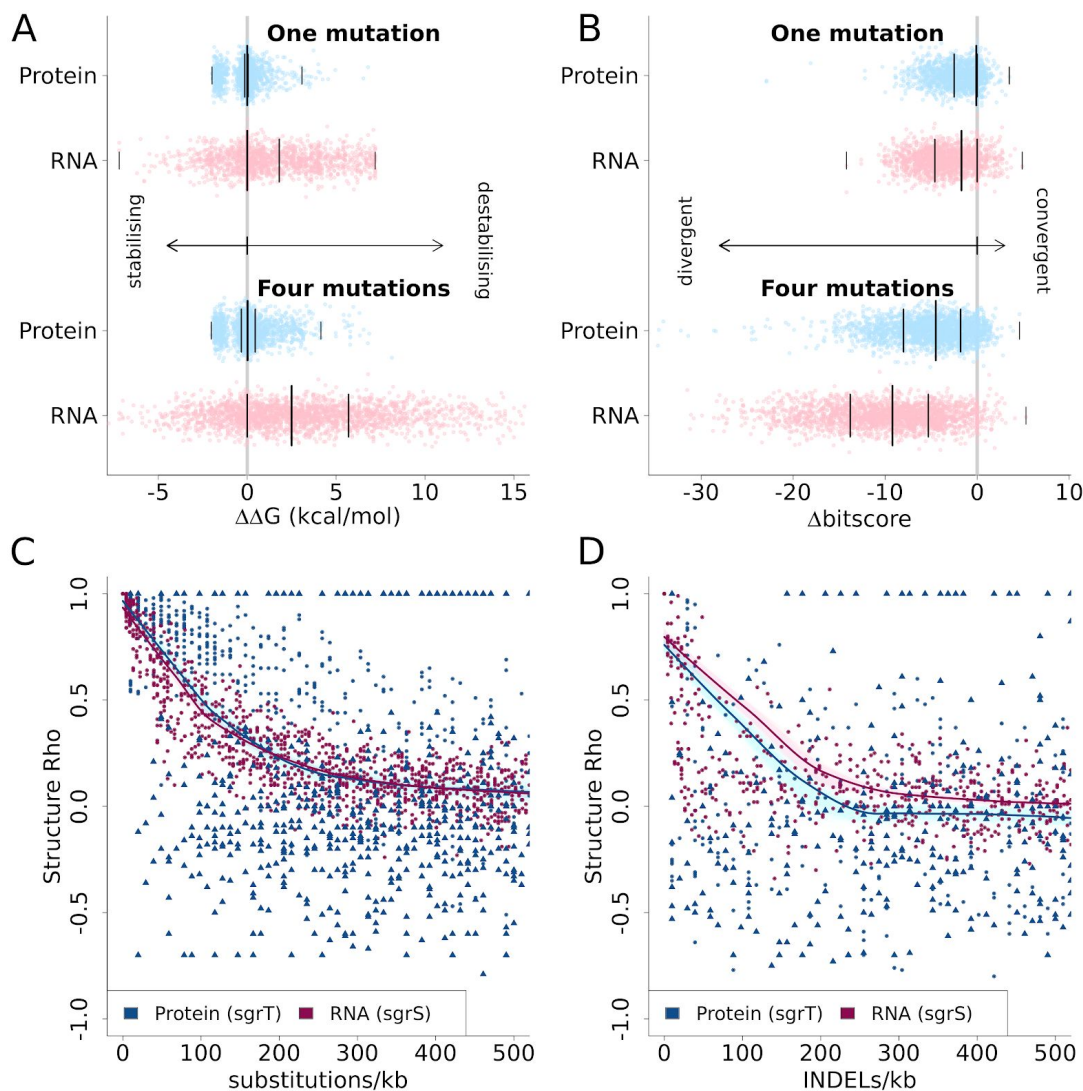 A
One mutation
Protein
RNA
stabilising
destabilising
Four mutations
Protein
RNA
-5 0 5 10 15
ΔΔG (kcal/mol)
B
One mutation
Protein
RNA
divergent
convergent
Four mutations
Protein
RNA
-30 -20 -10 0 10
Δbitscore
C
Structure Rho
1.0
0.5
0.0
-0.5
-1.0
Protein (sgrT) RNA (sgrS)
0 100 200 300 400 500
substitutions/kb
D
Structure Rho
1.0
0.5
0.0
-0.5
-1.0
Protein (sgrT) RNA (sgrS)
0 100 200 300 400 500
INDELs/kb